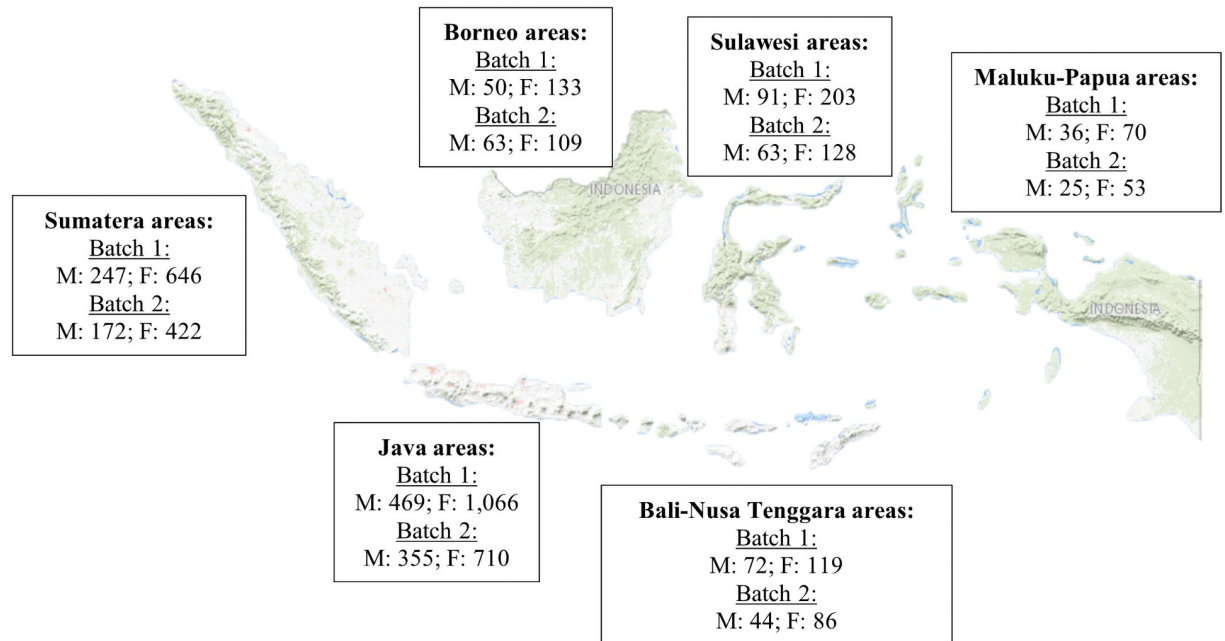 Borneo areas:
Batch 1:
M: 50; F: 133
Batch 2:
M: 63; F: 109
Sulawesi areas:
Batch 1:
M: 91; F: 203
Batch 2:
M: 63; F: 128
Maluku-Papua areas:
Batch 1:
M: 36; F: 70
Batch 2:
M: 25; F: 53
INDONESIA
Sumatera areas:
Batch 1:
M: 247; F: 646
Batch 2:
M: 172; F: 422
INDONESIA
Java areas:
Batch 1:
M: 469; F: 1,066
Batch 2:
M: 355; F: 710
Bali-Nusa Tenggara areas:
Batch 1:
M: 72; F: 119
Batch 2:
M: 44; F: 86